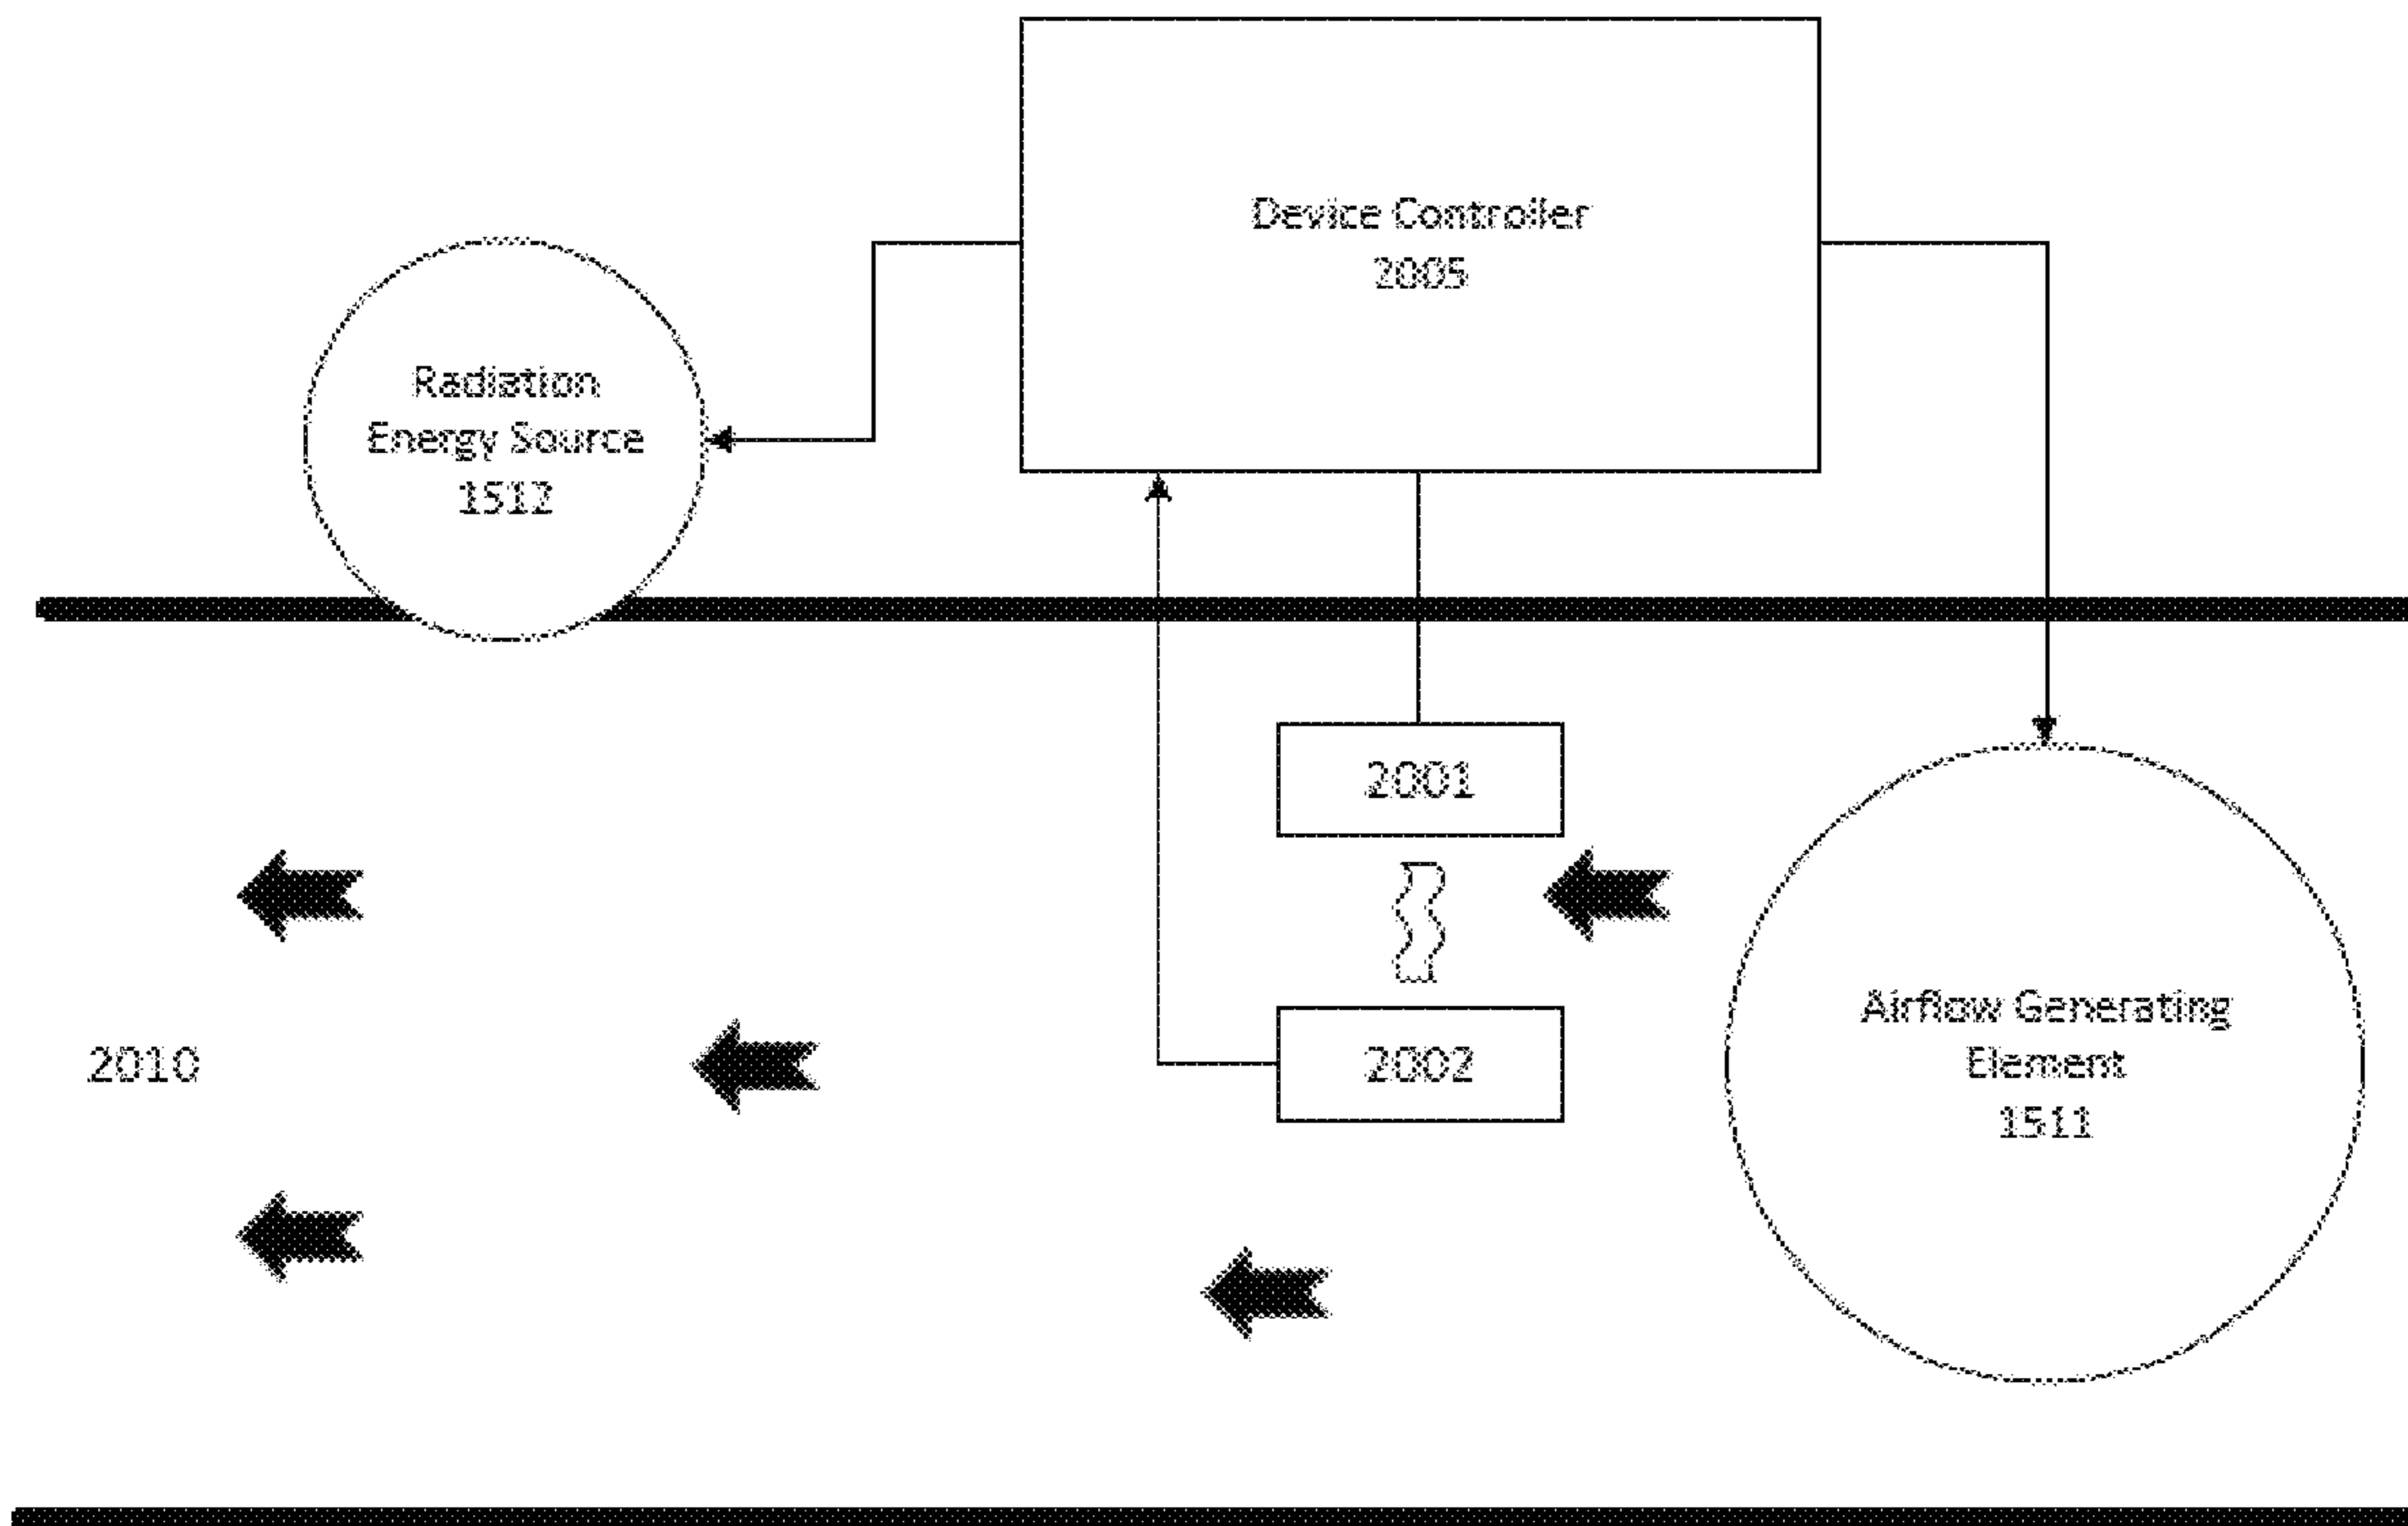 Device Controller
2005
Radiation
Energy Source
1512
2001
Airflow Generating
Element
1511
2002
2010